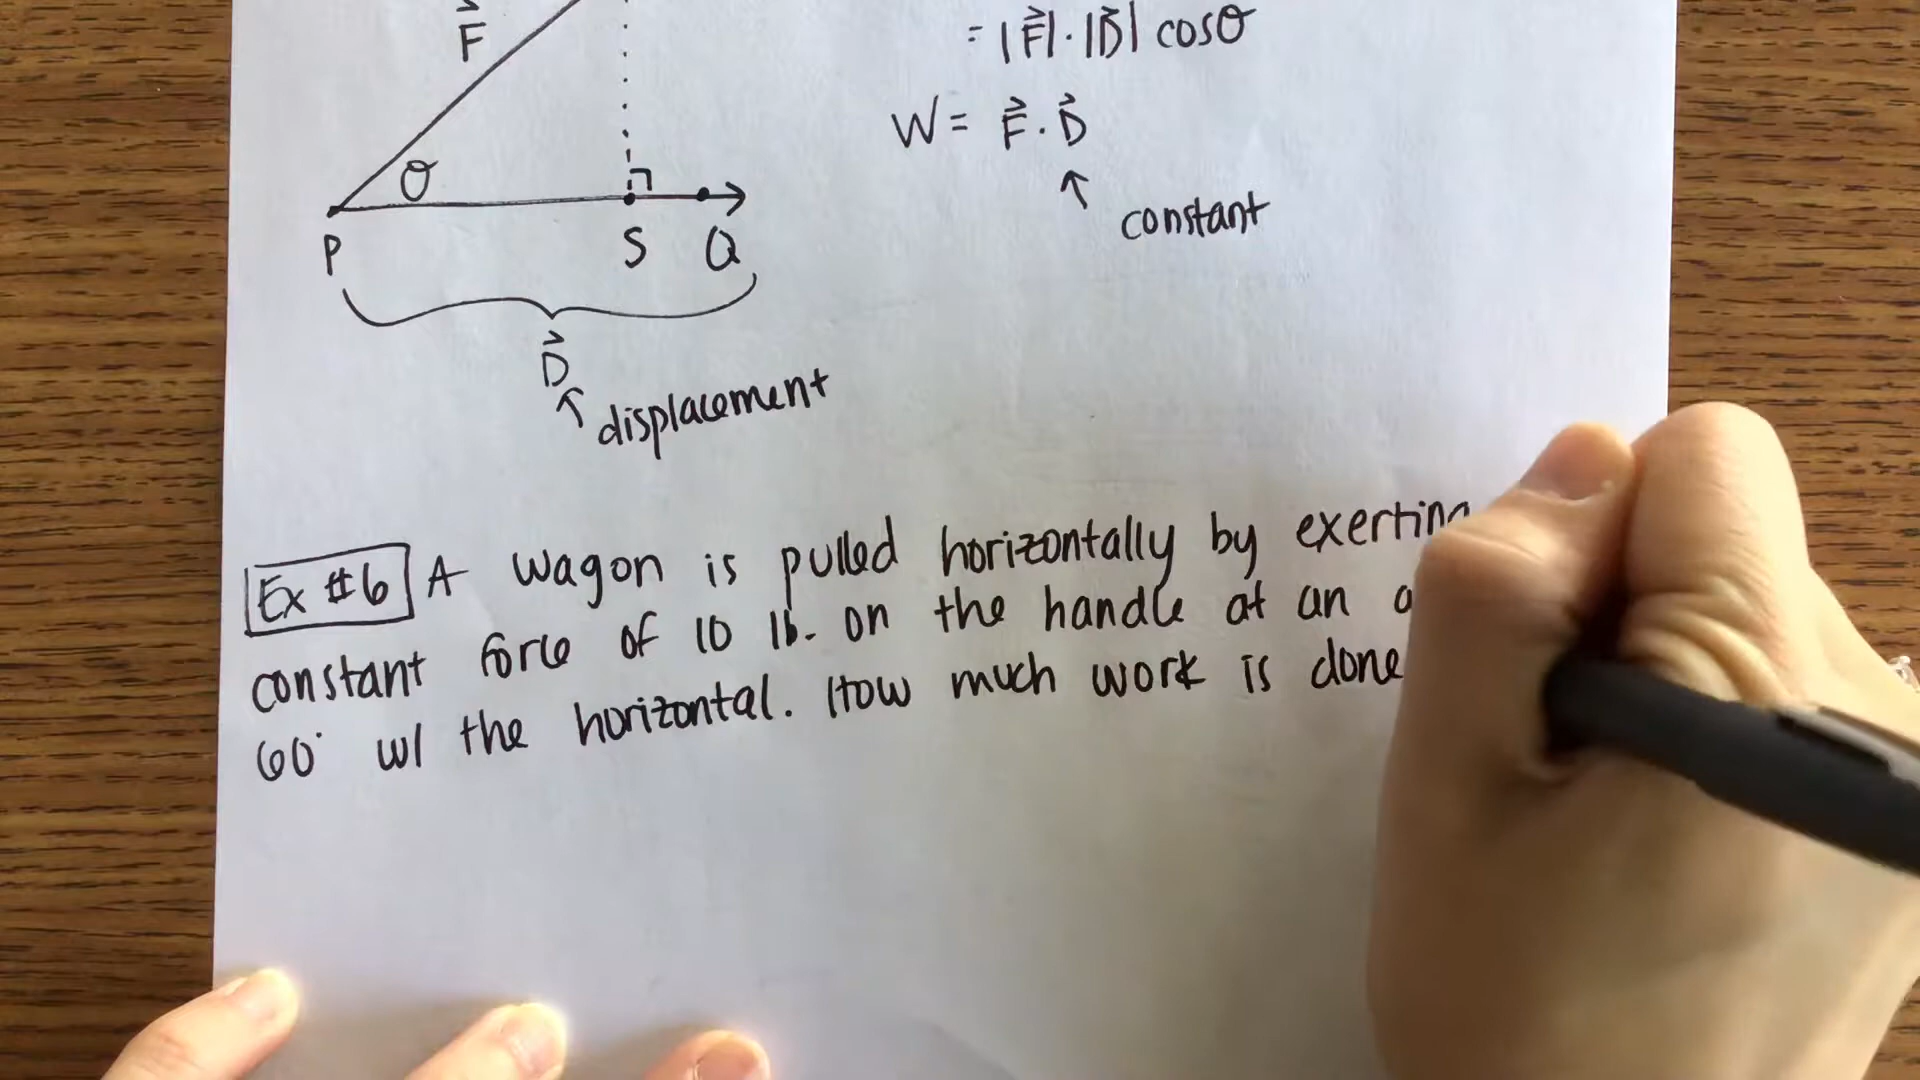 F⃗
= |F⃗|·|D⃗| cosθ
W = F⃗·D⃗
θ
↑
constant
P S Q
D⃗
↑ displacement
Ex #6 A wagon is pulled horizontally by exerting
constant force of 10 lb. on the handle at an
60° w/ the horizontal. How much work is done